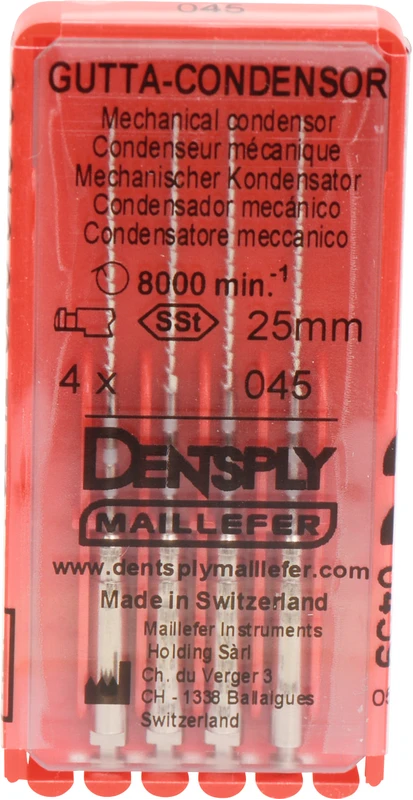 045
GUTTA-CONDENSOR
Mechanical condensor
Condenseur mécanique
Mechanischer Kondensator
Condensador mecánico
Condensatore meccanico
8000 min.-1
SSt 25mm
4 x 045
DENTSPLY
MAILLEFER
www.dentsplymaillefer.com
Made in Switzerland
Maillefer Instruments
Holding Sàrl
Ch. du Verger 3
CH - 1338 Ballaigues
Switzerland